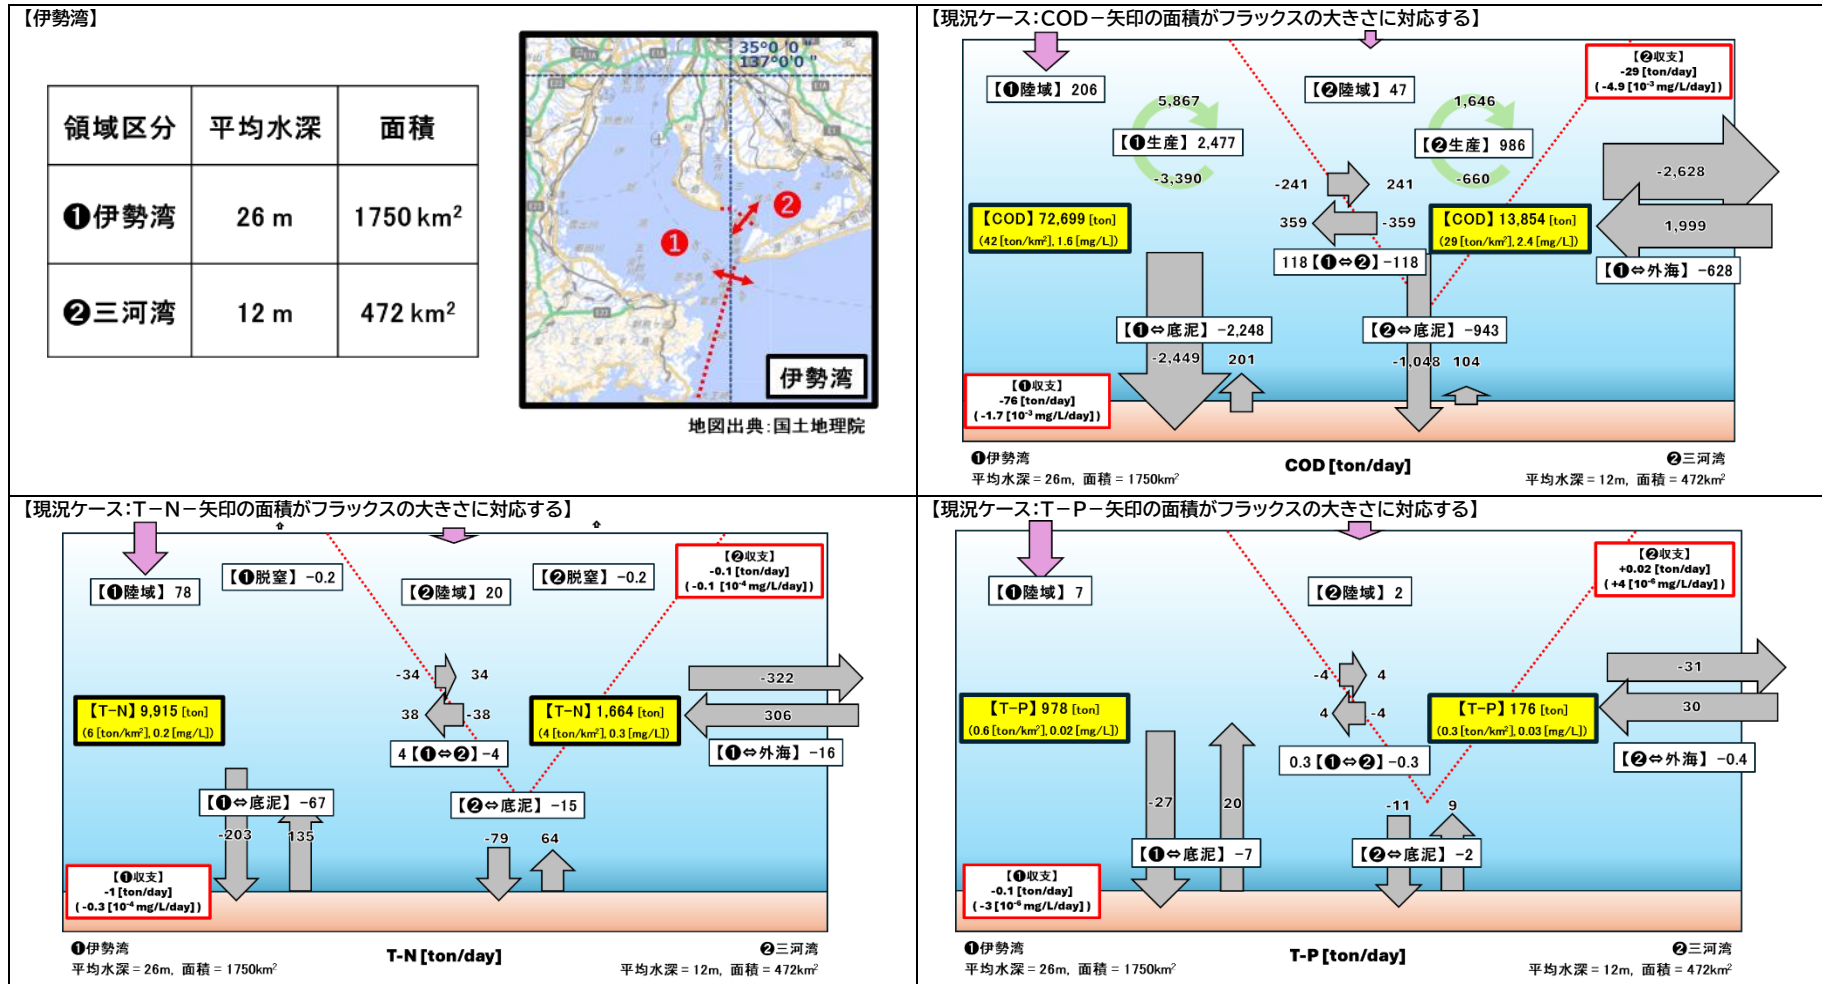 【伊勢湾】
領域区分 平均水深 面積
❶伊勢湾 26 m 1750 km²
❷三河湾 12 m 472 km²
35°0 '0 "
137°0'0 "
❷
❶
伊勢湾
地図出典：国土地理院
【現況ケース：COD－矢印の面積がフラックスの大きさに対応する】
【❶陸域】 206
【❷陸域】 47
【❷収支】
-29 [ton/day]
( -4.9 [10⁻³ mg/L/day] )
5,867
【❶生産】 2,477
-3,390
1,646
【❷生産】 986
-660
-241 241
359 -359
118【❶⇔❷】-118
-2,628
1,999
【❶⇔外海】 -628
【COD】 72,699 [ton]
(42 [ton/km²], 1.6 [mg/L])
【COD】 13,854 [ton]
(29 [ton/km²], 2.4 [mg/L])
【❶⇔底泥】 -2,248
-2,449 201
【❷⇔底泥】 -943
-1,048 104
【❶収支】
-76 [ton/day]
( -1.7 [10⁻³ mg/L/day] )
❶伊勢湾
平均水深 = 26m, 面積 = 1750km²
COD [ton/day]
❷三河湾
平均水深 = 12m, 面積 = 472km²
【現況ケース：T－N－矢印の面積がフラックスの大きさに対応する】
【❶陸域】 78
【❶脱窒】 -0.2
【❷陸域】 20
【❷脱窒】 -0.2
【❷収支】
-0.1 [ton/day]
( -0.1 [10⁻⁴ mg/L/day] )
-34 34
38 -38
4【❶⇔❷】-4
-322
306
【❶⇔外海】 -16
【T-N】 9,915 [ton]
(6 [ton/km²], 0.2 [mg/L])
【T-N】 1,664 [ton]
(4 [ton/km²], 0.3 [mg/L])
【❶⇔底泥】 -67
-203 135
【❷⇔底泥】 -15
-79 64
【❶収支】
-1 [ton/day]
( -0.3 [10⁻⁴ mg/L/day] )
❶伊勢湾
平均水深 = 26m, 面積 = 1750km²
T-N [ton/day]
❷三河湾
平均水深 = 12m, 面積 = 472km²
【現況ケース：T－P－矢印の面積がフラックスの大きさに対応する】
【❶陸域】 7
【❷陸域】 2
【❷収支】
+0.02 [ton/day]
( +4 [10⁻⁶ mg/L/day] )
-4 4
4 -4
0.3【❶⇔❷】-0.3
-31
30
【❷⇔外海】 -0.4
【T-P】 978 [ton]
(0.6 [ton/km²], 0.02 [mg/L])
【T-P】 176 [ton]
(0.3 [ton/km²], 0.03 [mg/L])
-27 20
【❶⇔底泥】 -7
-11 9
【❷⇔底泥】 -2
【❶収支】
-0.1 [ton/day]
( -3 [10⁻⁶ mg/L/day] )
❶伊勢湾
平均水深 = 26m, 面積 = 1750km²
T-P [ton/day]
❷三河湾
平均水深 = 12m, 面積 = 472km²